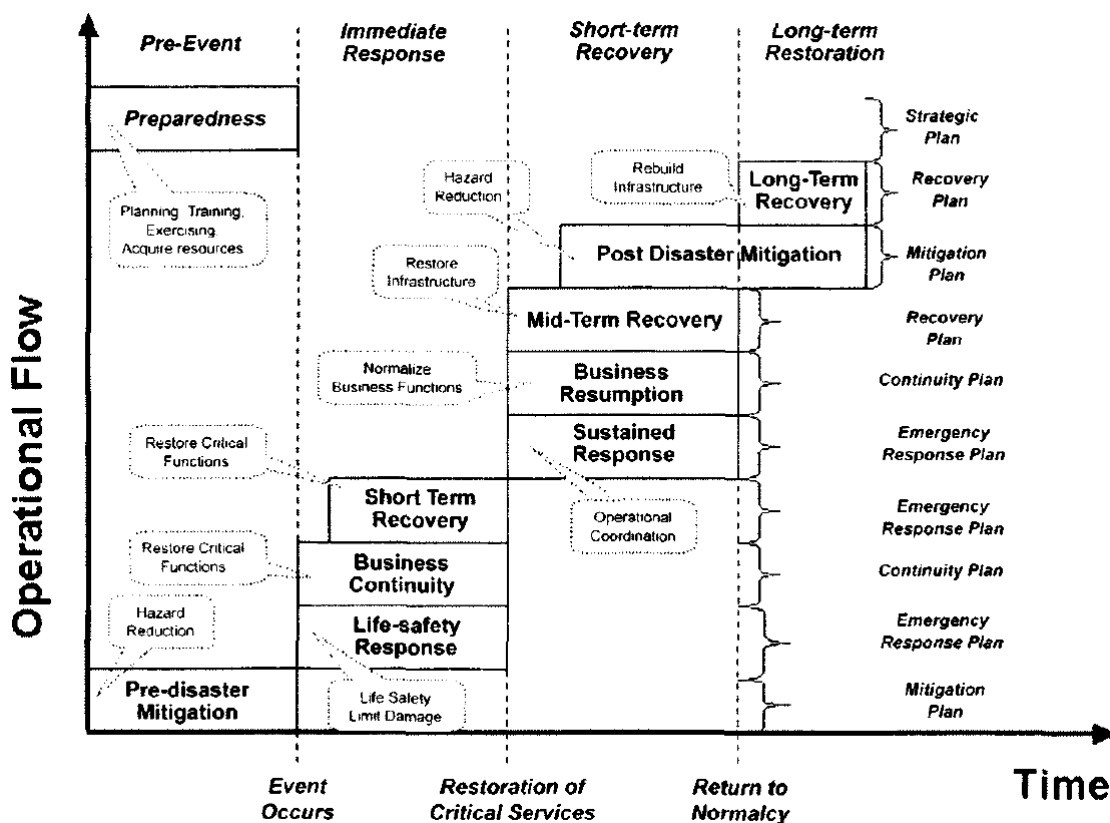 Pre-Event
Immediate
Response
Short-term
Recovery
Long-term
Restoration
Preparedness
Strategic
Plan
Planning, Training,
Exercising,
Acquire resources
Hazard
Reduction
Rebuild
Infrastructure
Long-Term
Recovery
Recovery
Plan
Post Disaster Mitigation
Mitigation
Plan
Restore
Infrastructure
Mid-Term Recovery
Recovery
Plan
Normalize
Business Functions
Business
Resumption
Continuity Plan
Restore Critical
Functions
Sustained
Response
Emergency
Response Plan
Short Term
Recovery
Operational
Coordination
Emergency
Response Plan
Restore Critical
Functions
Business
Continuity
Continuity Plan
Hazard
Reduction
Life-safety
Response
Emergency
Response Plan
Pre-disaster
Mitigation
Life Safety
Limit Damage
Mitigation
Plan
Operational Flow
Event
Occurs
Restoration of
Critical Services
Return to
Normalcy
Time